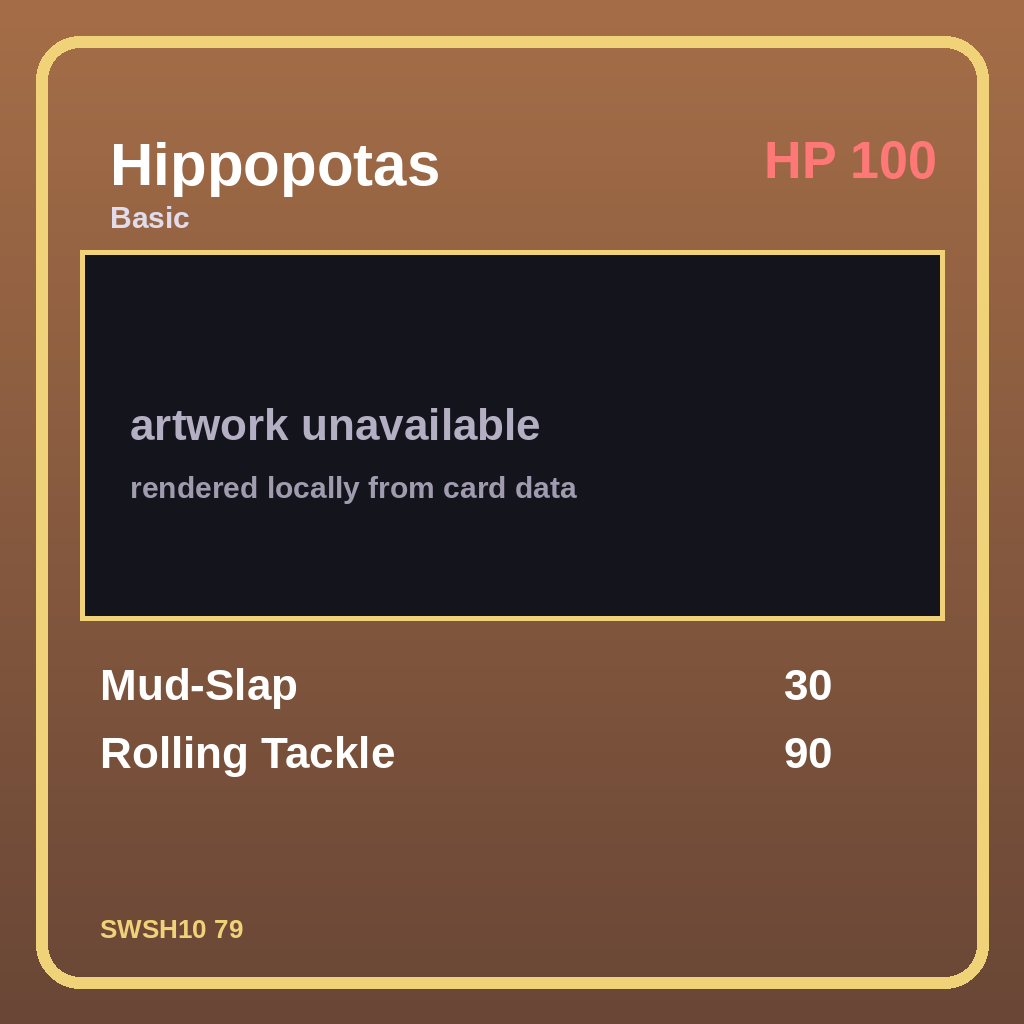 Hippopotas
HP 100
Basic
artwork unavailable
rendered locally from card data
Mud-Slap 30
Rolling Tackle 90
SWSH10 79